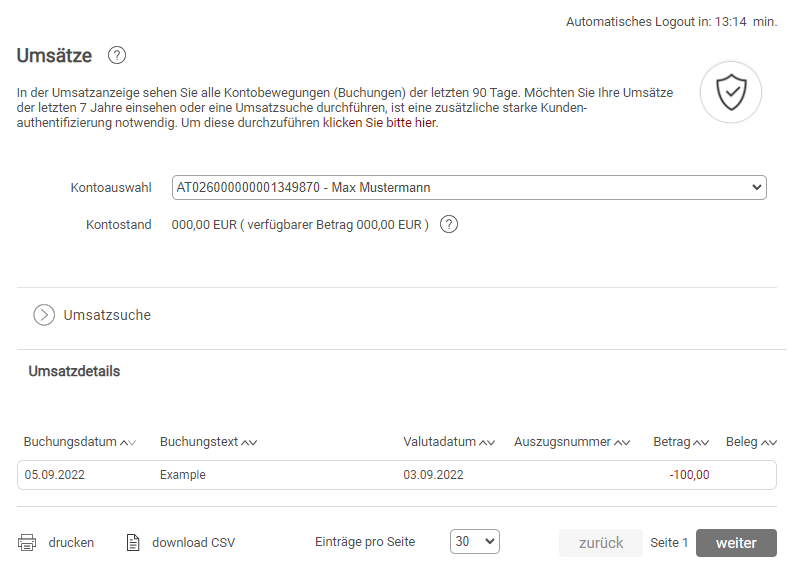 Automatisches Logout in: 13:14 min.
Umsätze ?
In der Umsatzanzeige sehen Sie alle Kontobewegungen (Buchungen) der letzten 90 Tage. Möchten Sie Ihre Umsätze
der letzten 7 Jahre einsehen oder eine Umsatzsuche durchführen, ist eine zusätzliche starke Kunden-
authentifizierung notwendig. Um diese durchzuführen klicken Sie bitte hier.
Kontoauswahl AT026000000001349870 - Max Mustermann
Kontostand 000,00 EUR ( verfügbarer Betrag 000,00 EUR ) ?
Umsatzsuche
Umsatzdetails
Buchungsdatum Buchungstext Valutadatum Auszugsnummer Betrag Beleg
05.09.2022 Example 03.09.2022 -100,00
drucken download CSV Einträge pro Seite 30 zurück Seite 1 weiter